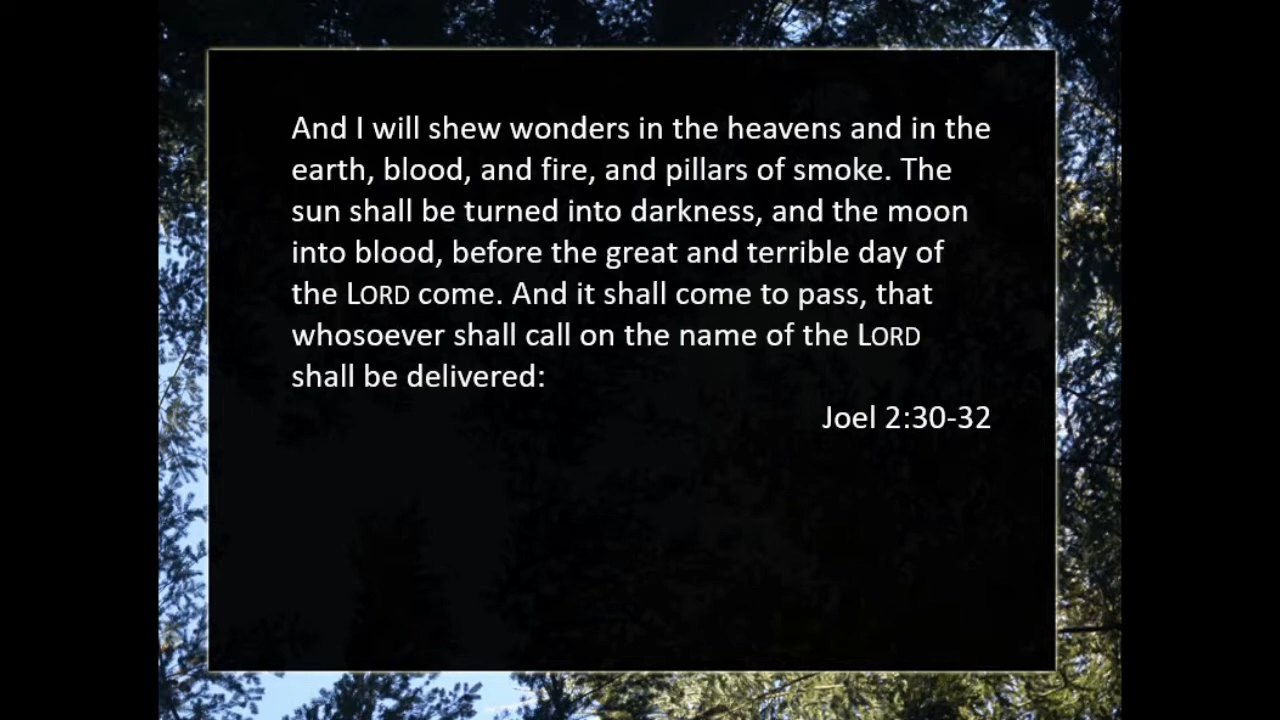 And I will shew wonders in the heavens and in the
earth, blood, and fire, and pillars of smoke. The
sun shall be turned into darkness, and the moon
into blood, before the great and terrible day of
the LORD come. And it shall come to pass, that
whosoever shall call on the name of the LORD
shall be delivered:
Joel 2:30-32